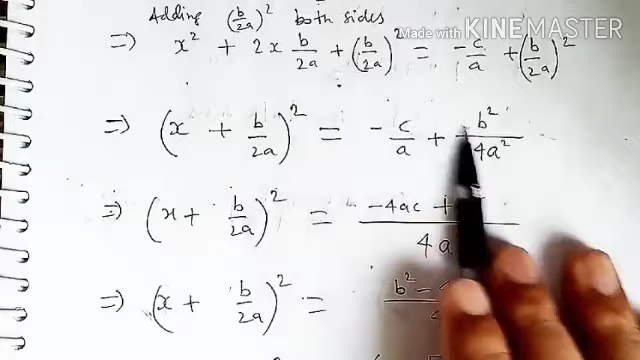 Made with KINEMASTER
Adding (b/2a)² both sides
⇒ x² + 2x b/2a + (b/2a)² = -c/a + (b/2a)²
⇒ (x + b/2a)² = -c/a + b²/4a²
⇒ (x + b/2a)² = -4ac + / 4a
⇒ (x + b/2a)² = b² -